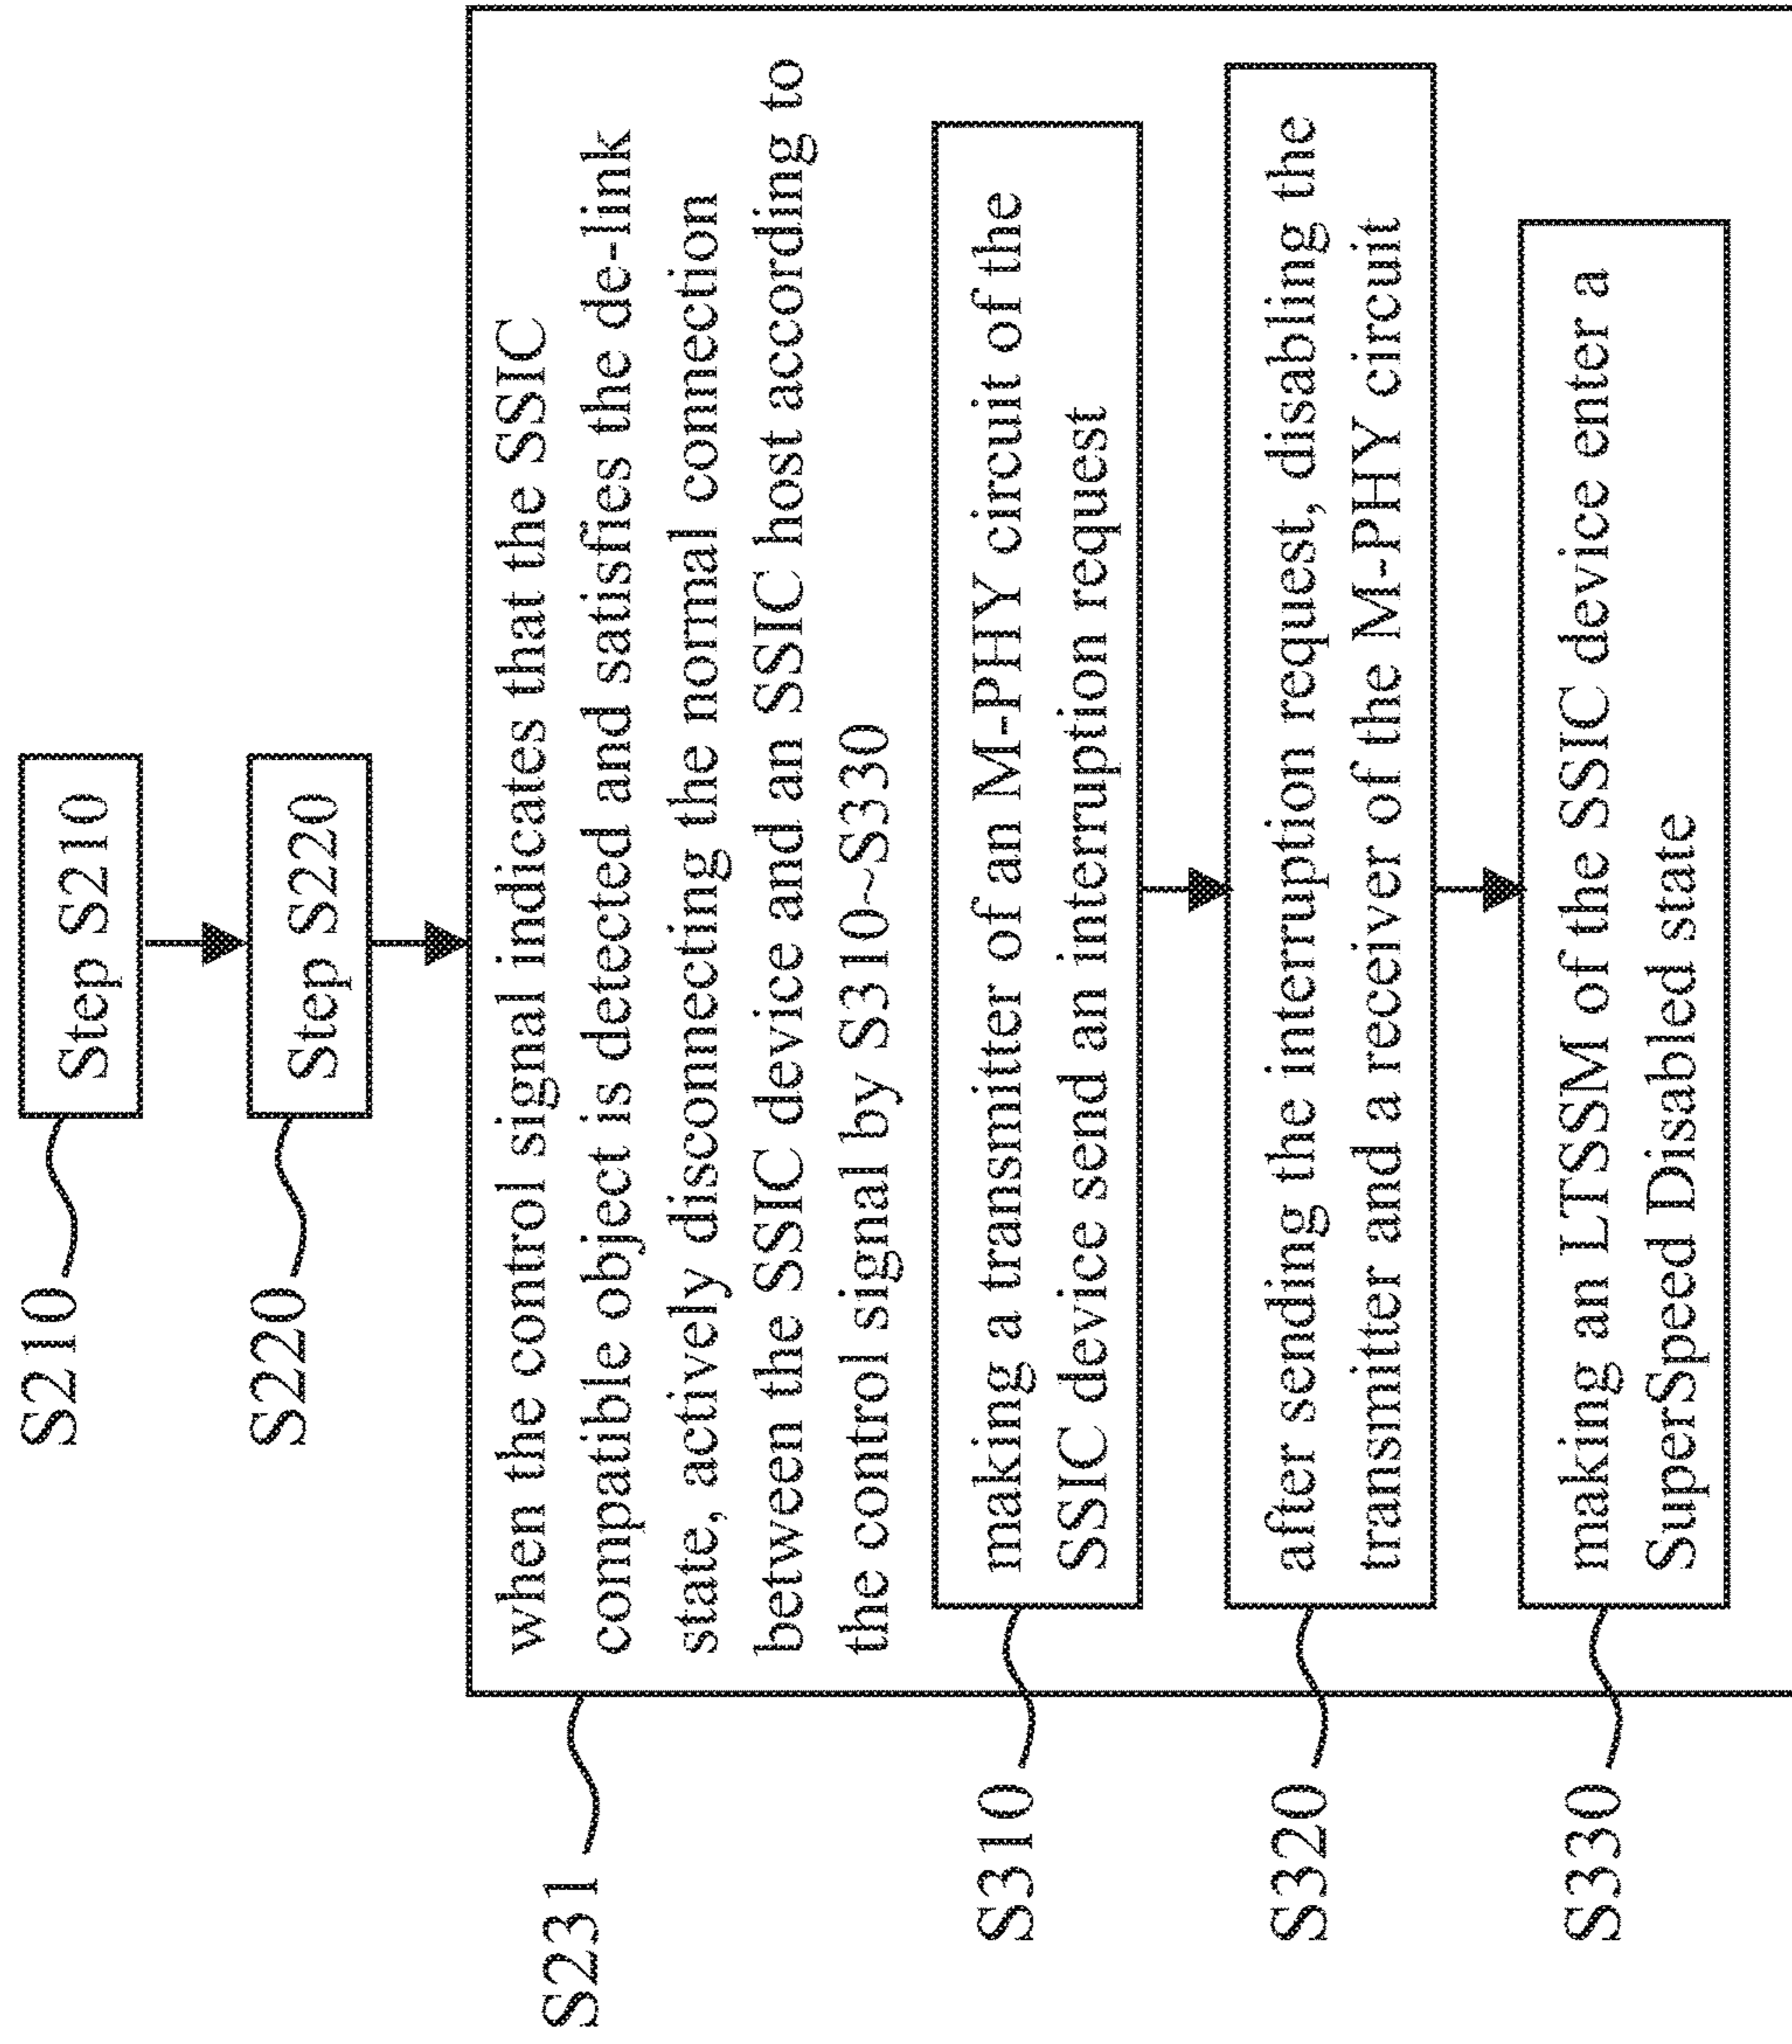 S210
Step S210
S220
Step S220
S231
when the control signal indicates that the SSIC
compatible object is detected and satisfies the de-link
state, actively disconnecting the normal connection
between the SSIC device and an SSIC host according to
the control signal by S310~S330
S310
making a transmitter of an M-PHY circuit of the
SSIC device send an interruption request
S320
after sending the interruption request, disabling the
transmitter and a receiver of the M-PHY circuit
S330
making an LTSSM of the SSIC device enter a
SuperSpeed Disabled state